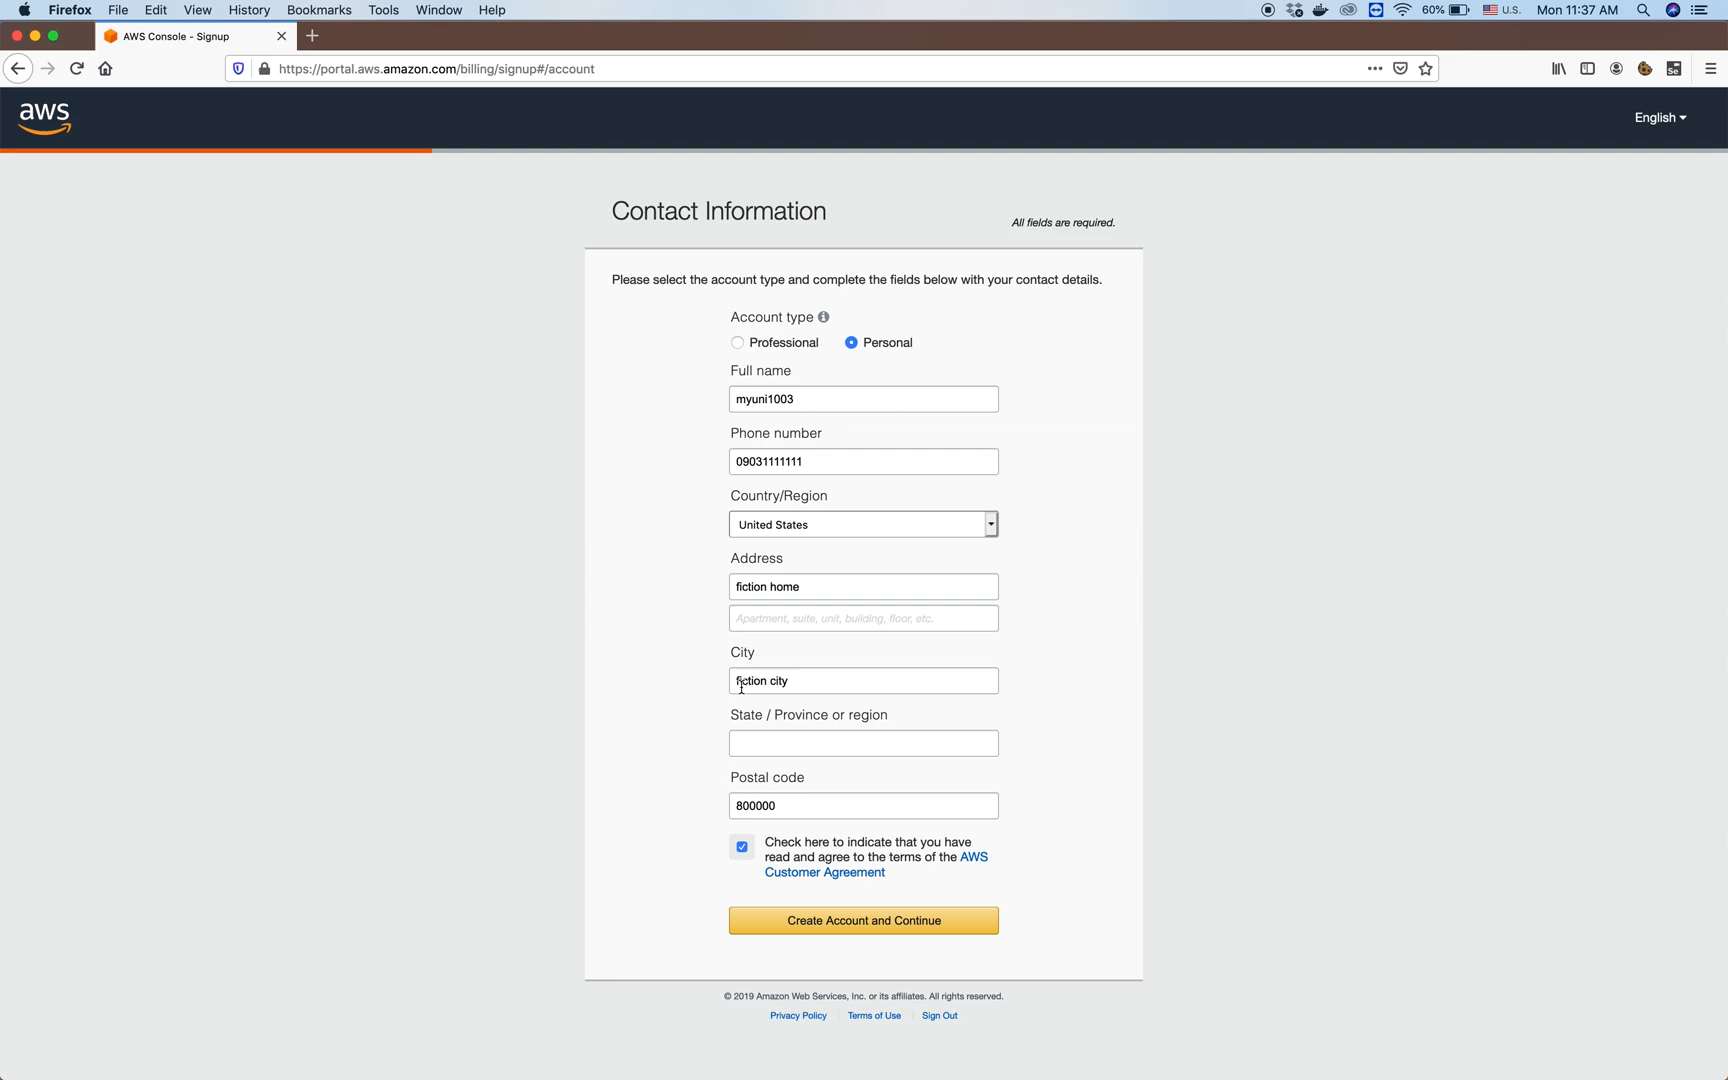 Firefox File Edit View History Bookmarks Tools Window Help 60% U.S. Mon 11:37 AM
AWS Console - Signup
https://portal.aws.amazon.com/billing/signup#/account
Se
aws
English
Contact Information
All fields are required.
Please select the account type and complete the fields below with your contact details.
Account type
Professional Personal
Full name
myuni1003
Phone number
09031111111
Country/Region
United States
Address
fiction home
Apartment, suite, unit, building, floor, etc.
City
fiction city
State / Province or region
Postal code
800000
Check here to indicate that you have
read and agree to the terms of the AWS
Customer Agreement
Create Account and Continue
© 2019 Amazon Web Services, Inc. or its affiliates. All rights reserved.
Privacy Policy Terms of Use Sign Out